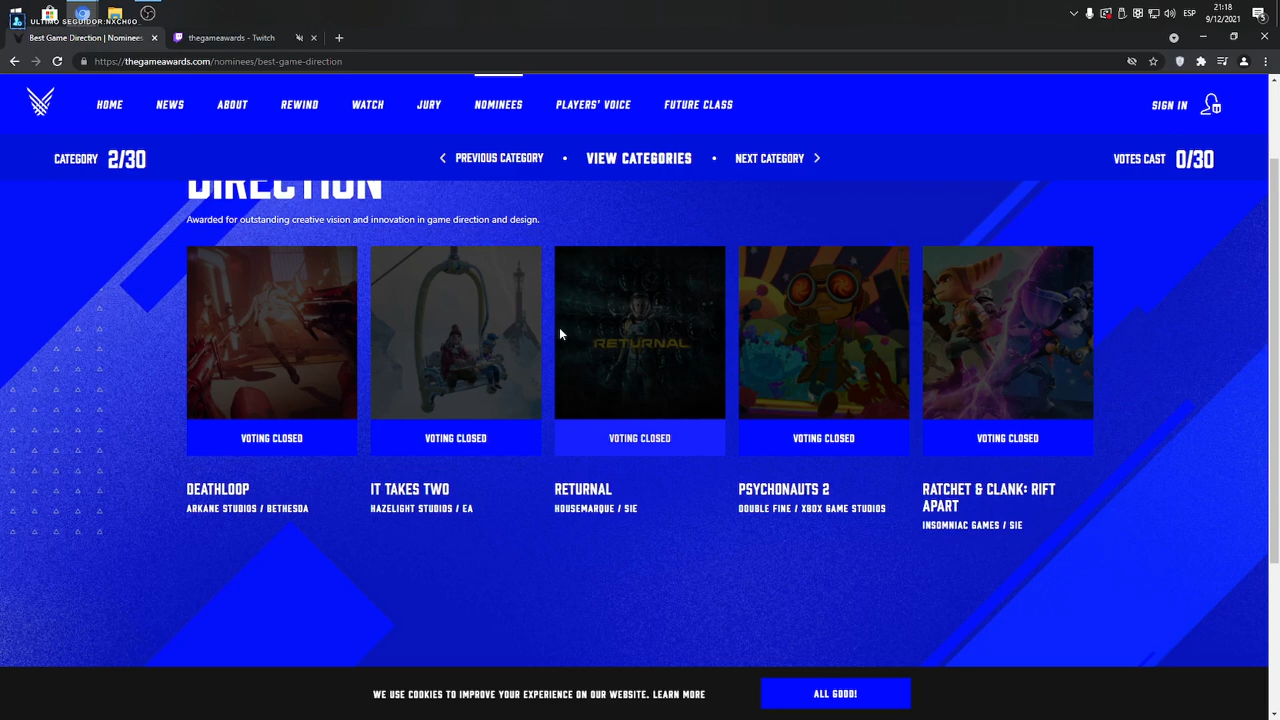 ULTIMO SEGUIDOR:NXCH0O
21:18
ESP
9/12/2021
Best Game Direction | Nominees
thegameawards - Twitch
https://thegameawards.com/nominees/best-game-direction
HOME NEWS ABOUT REWIND WATCH JURY NOMINEES PLAYERS' VOICE FUTURE CLASS SIGN IN
CATEGORY 2/30 PREVIOUS CATEGORY • VIEW CATEGORIES • NEXT CATEGORY VOTES CAST 0/30
DIRECTION
Awarded for outstanding creative vision and innovation in game direction and design.
RETURNAL
VOTING CLOSED VOTING CLOSED VOTING CLOSED VOTING CLOSED VOTING CLOSED
DEATHLOOP
ARKANE STUDIOS / BETHESDA
IT TAKES TWO
HAZELIGHT STUDIOS / EA
RETURNAL
HOUSEMARQUE / SIE
PSYCHONAUTS 2
DOUBLE FINE / XBOX GAME STUDIOS
RATCHET & CLANK: RIFT
APART
INSOMNIAC GAMES / SIE
WE USE COOKIES TO IMPROVE YOUR EXPERIENCE ON OUR WEBSITE. LEARN MORE
ALL GOOD!